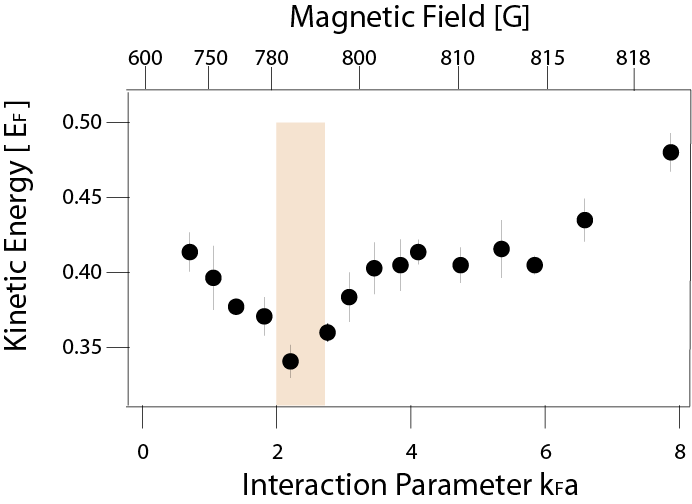 Magnetic Field [G]
600 750 780 800 810 815 818
Kinetic Energy [ EF ]
0.50
0.45
0.40
0.35
0 2 4 6 8
Interaction Parameter kFa